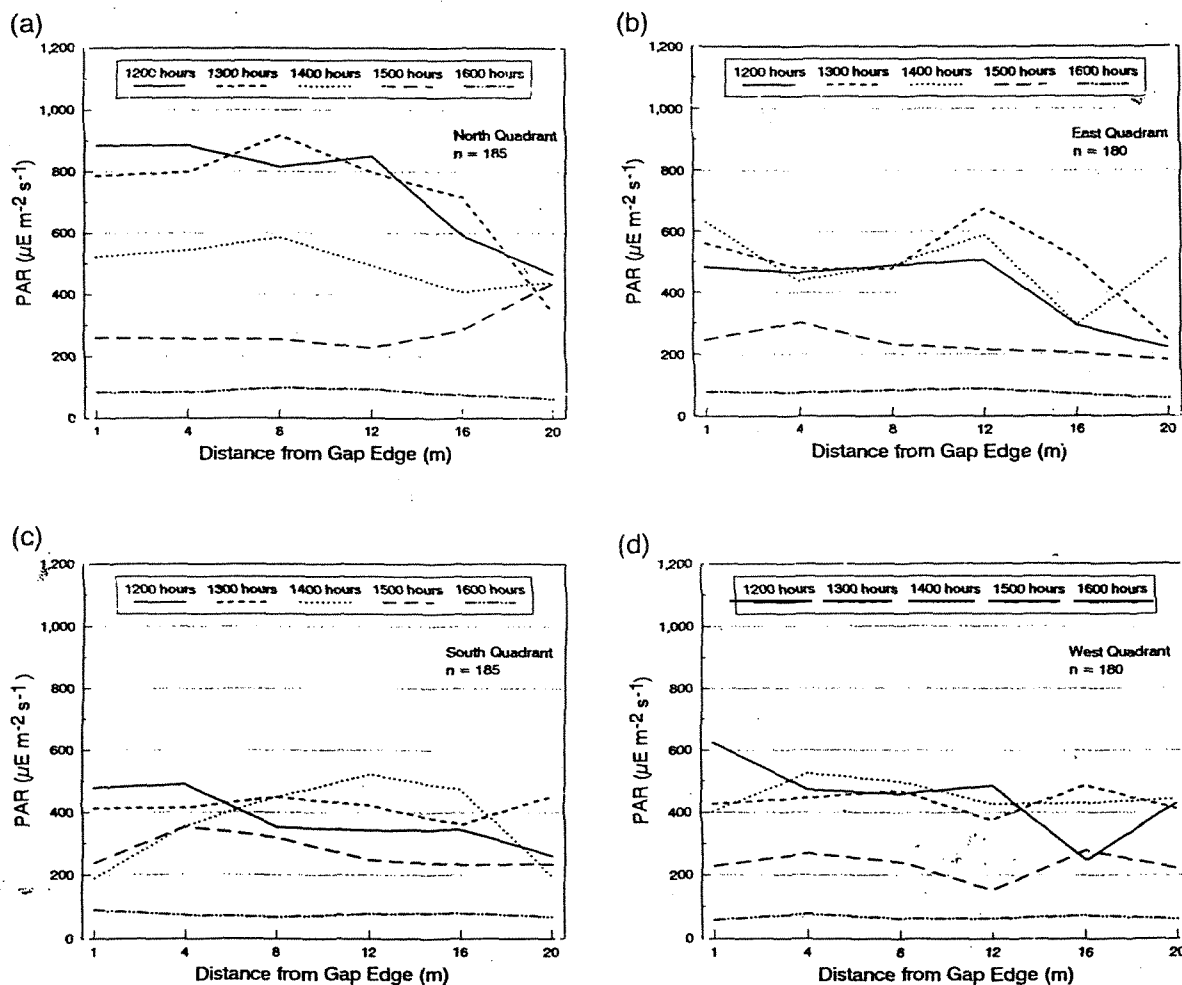 (a)
1,200
1,000
800
600
400
200
0
1200 hours 1300 hours 1400 hours 1500 hours 1600 hours
North Quadrant
n = 185
PAR (µE m-2 s-1)
1 4 8 12 16 20
Distance from Gap Edge (m)
(b)
1,200
1,000
800
600
400
200
0
1200 hours 1300 hours 1400 hours 1500 hours 1600 hours
East Quadrant
n = 180
PAR (µE m-2 s-1)
1 4 8 12 16 20
Distance from Gap Edge (m)
(c)
1,200
1,000
800
600
400
200
0
1200 hours 1300 hours 1400 hours 1500 hours 1600 hours
South Quadrant
n = 185
PAR (µE m-2 s-1)
1 4 8 12 16 20
Distance from Gap Edge (m)
(d)
1,200
1,000
800
600
400
200
0
1200 hours 1300 hours 1400 hours 1500 hours 1600 hours
West Quadrant
n = 180
PAR (µE m-2 s-1)
1 4 8 12 16 20
Distance from Gap Edge (m)